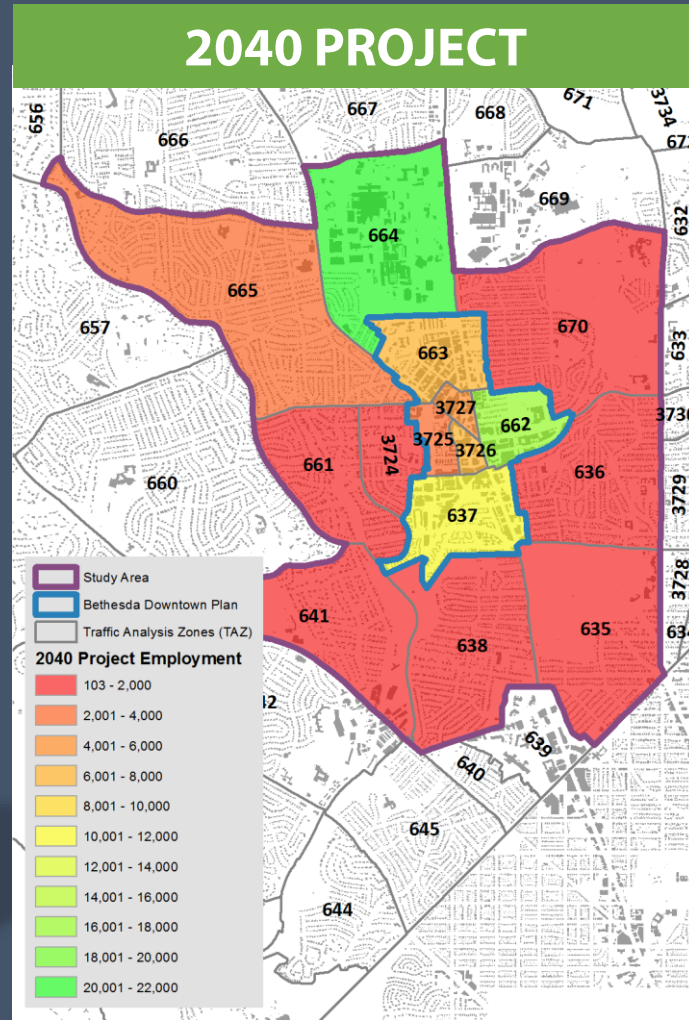 2040 PROJECT
656
666
667
668
671
3734
669
632
664
665
657
670
633
663
3727
662
3730
3725
3726
3724
661
660
636
3729
637
3728
641
638
635
639
640
645
644
Study Area
Bethesda Downtown Plan
Traffic Analysis Zones (TAZ)
2040 Project Employment
103 - 2,000
2,001 - 4,000
4,001 - 6,000
6,001 - 8,000
8,001 - 10,000
10,001 - 12,000
12,001 - 14,000
14,001 - 16,000
16,001 - 18,000
18,001 - 20,000
20,001 - 22,000